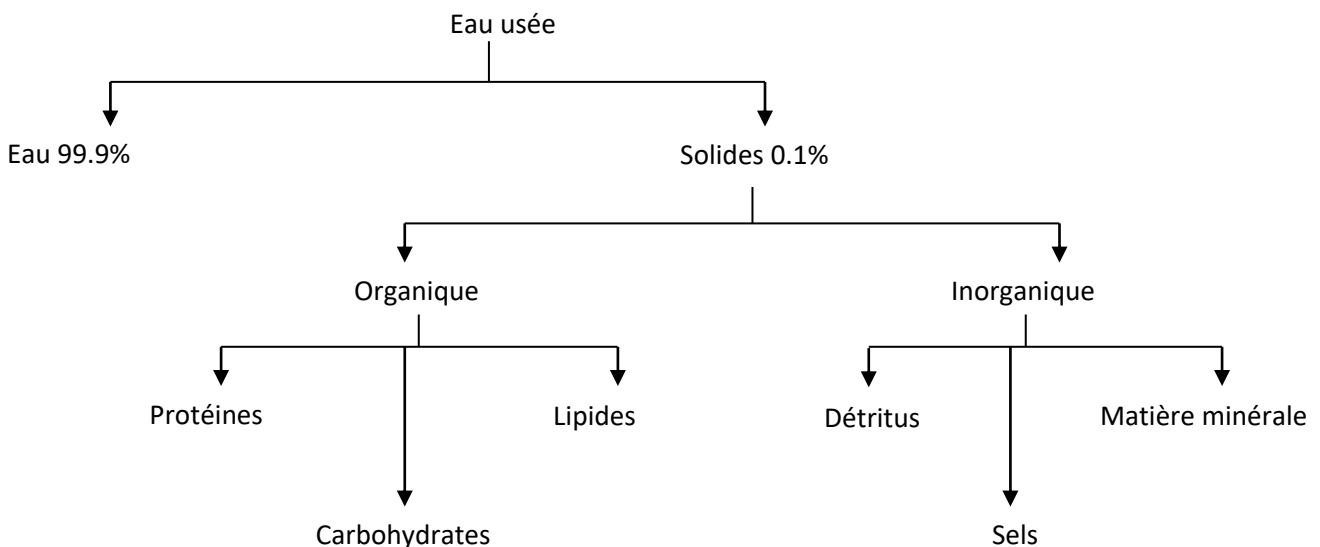 Eau usée
Eau 99.9%
Solides 0.1%
Organique
Inorganique
Protéines
Lipides
Détritus
Matière minérale
Carbohydrates
Sels